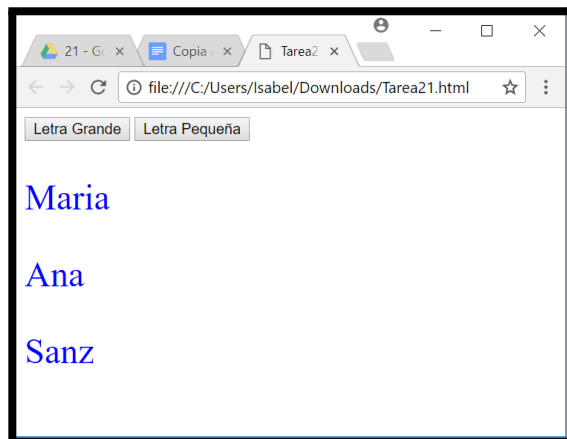 21 - Go
Copia
Tarea2
file:///C:/Users/Isabel/Downloads/Tarea21.html
Letra Grande Letra Pequeña
Maria
Ana
Sanz